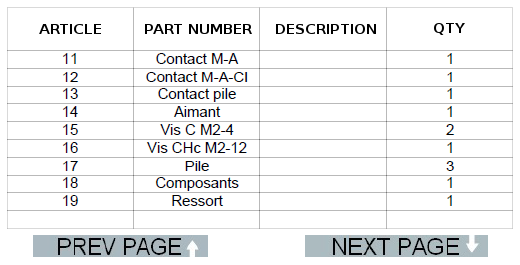 ARTICLE PART NUMBER DESCRIPTION QTY
11 Contact M-A 1
12 Contact M-A-CI 1
13 Contact pile 1
14 Aimant 1
15 Vis C M2-4 2
16 Vis CHc M2-12 1
17 Pile 3
18 Composants 1
19 Ressort 1
PREV PAGE NEXT PAGE